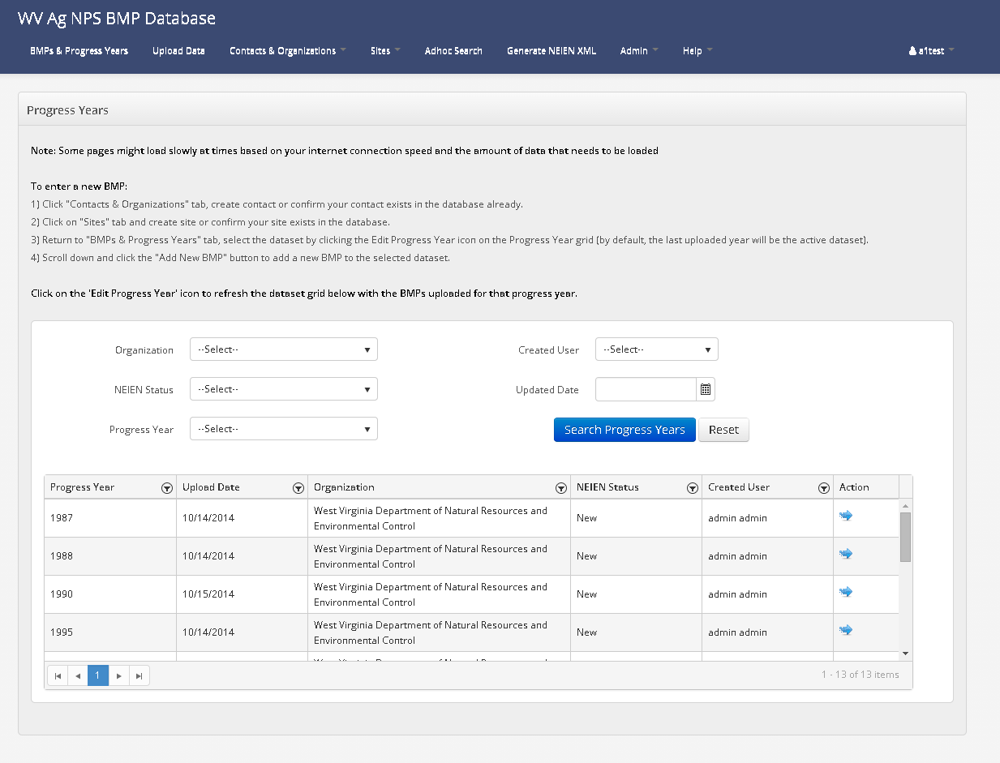 WV Ag NPS BMP Database
BMPs & Progress Years Upload Data Contacts & Organizations Sites Adhoc Search Generate NEIEN XML Admin Help a1test
Progress Years
Note: Some pages might load slowly at times based on your internet connection speed and the amount of data that needs to be loaded
To enter a new BMP:
1) Click "Contacts & Organizations" tab, create contact or confirm your contact exists in the database already.
2) Click on "Sites" tab and create site or confirm your site exists in the database.
3) Return to "BMPs & Progress Years" tab, select the dataset by clicking the Edit Progress Year icon on the Progress Year grid (by default, the last uploaded year will be the active dataset).
4) Scroll down and click the "Add New BMP" button to add a new BMP to the selected dataset.
Click on the 'Edit Progress Year' icon to refresh the dataset grid below with the BMPs uploaded for that progress year.
Organization --Select-- Created User --Select--
NEIEN Status --Select-- Updated Date
Progress Year --Select-- Search Progress Years Reset
Progress Year Upload Date Organization NEIEN Status Created User Action
1987 10/14/2014 West Virginia Department of Natural Resources and Environmental Control New admin admin
1988 10/14/2014 West Virginia Department of Natural Resources and Environmental Control New admin admin
1990 10/15/2014 West Virginia Department of Natural Resources and Environmental Control New admin admin
1995 10/14/2014 West Virginia Department of Natural Resources and Environmental Control New admin admin
1 1 - 13 of 13 items